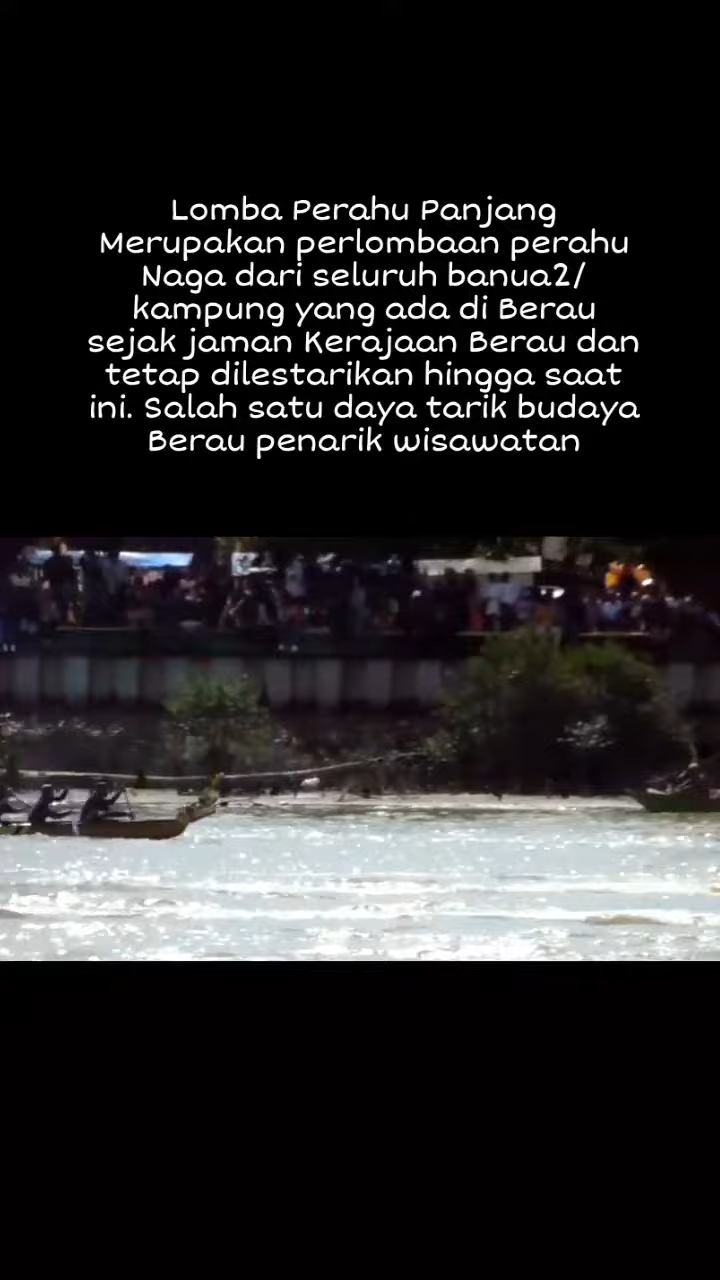 Lomba Perahu Panjang
Merupakan perlombaan perahu
Naga dari seluruh banua2/
kampung yang ada di Berau
sejak jaman Kerajaan Berau dan
tetap dilestarikan hingga saat
ini. Salah satu daya tarik budaya
Berau penarik wisawatan